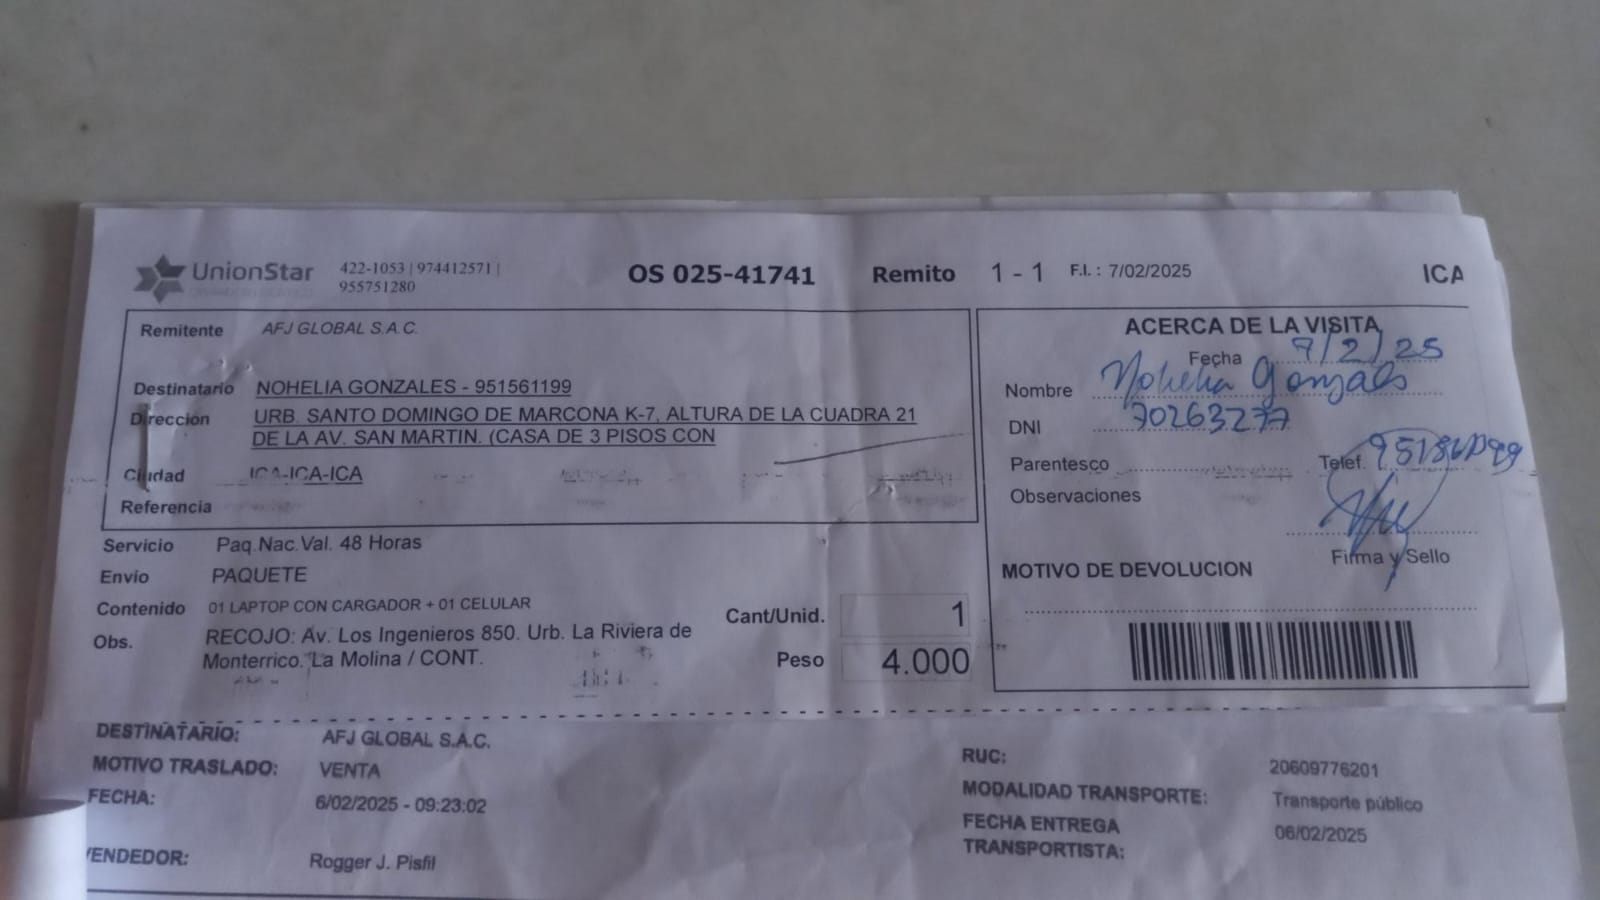 UnionStar
422-1053 | 974412571 |
955751280
OS 025-41741
Remito 1 - 1
F.I. : 7/02/2025
ICA
Remitente AFJ GLOBAL S.A.C.
Destinatario NOHELIA GONZALES - 951561199
Direccion URB. SANTO DOMINGO DE MARCONA K-7, ALTURA DE LA CUADRA 21
DE LA AV. SAN MARTIN. (CASA DE 3 PISOS CON
Ciudad ICA-ICA-ICA
Referencia
Servicio Paq.Nac.Val. 48 Horas
Envio PAQUETE
Contenido 01 LAPTOP CON CARGADOR + 01 CELULAR
Obs. RECOJO: Av. Los Ingenieros 850. Urb. La Riviera de
Monterrico. La Molina / CONT.
Cant/Unid. 1
Peso 4.000
ACERCA DE LA VISITA
Fecha 7/2/25
Nombre Nohelia Gonzales
DNI 70263277
Parentesco
Telef.
Observaciones
Firma y Sello
MOTIVO DE DEVOLUCION
DESTINATARIO: AFJ GLOBAL S.A.C.
MOTIVO TRASLADO: VENTA
FECHA: 6/02/2025 - 09:23:02
VENDEDOR: Rogger J. Pisfil
RUC: 20609776201
MODALIDAD TRANSPORTE: Transporte público
FECHA ENTREGA 06/02/2025
TRANSPORTISTA: